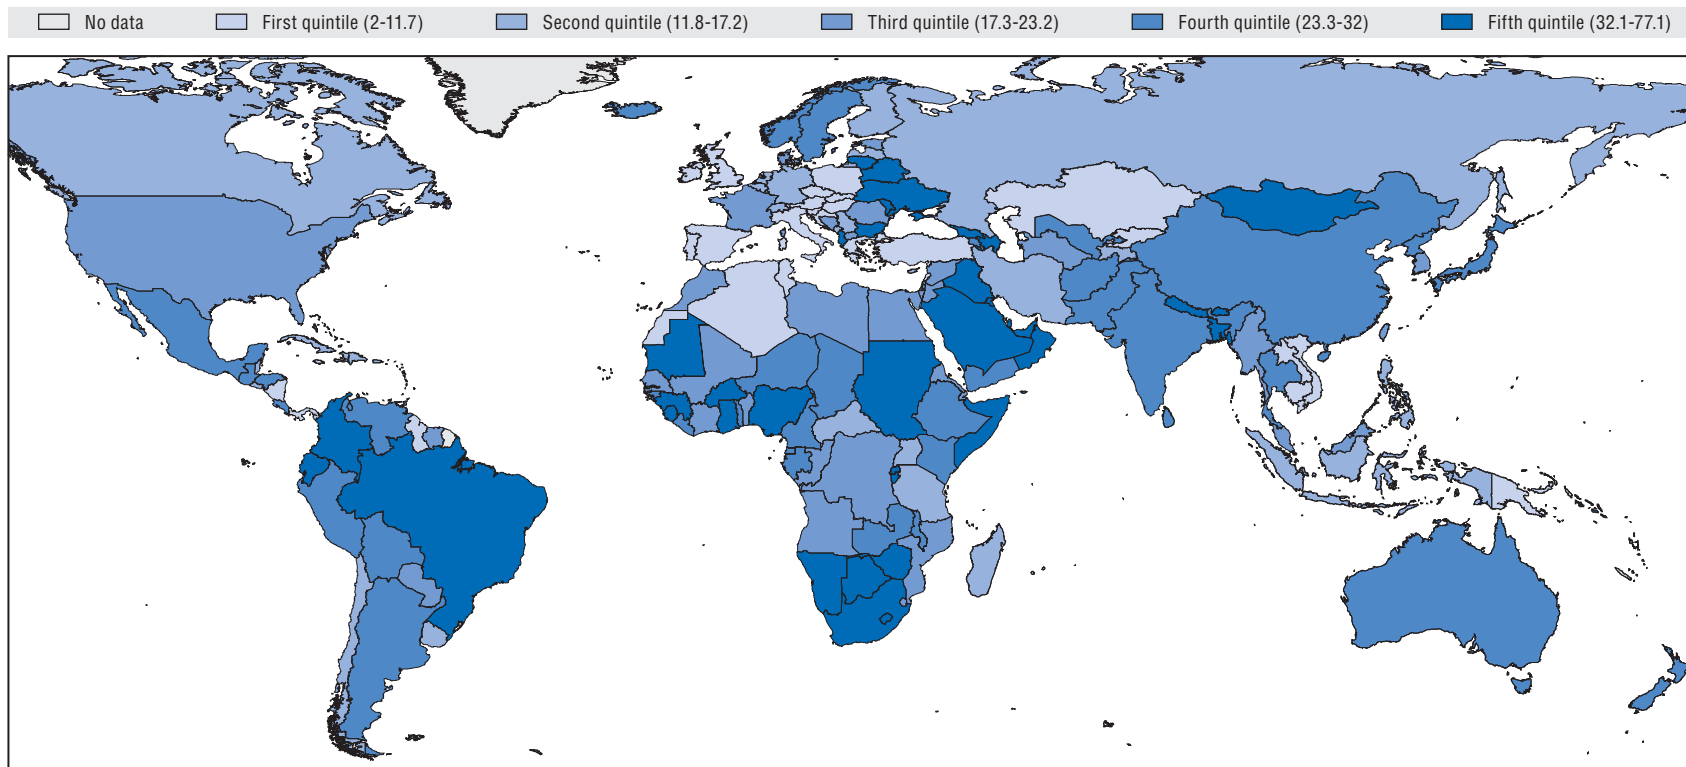 No data First quintile (2-11.7) Second quintile (11.8-17.2) Third quintile (17.3-23.2) Fourth quintile (23.3-32) Fifth quintile (32.1-77.1)